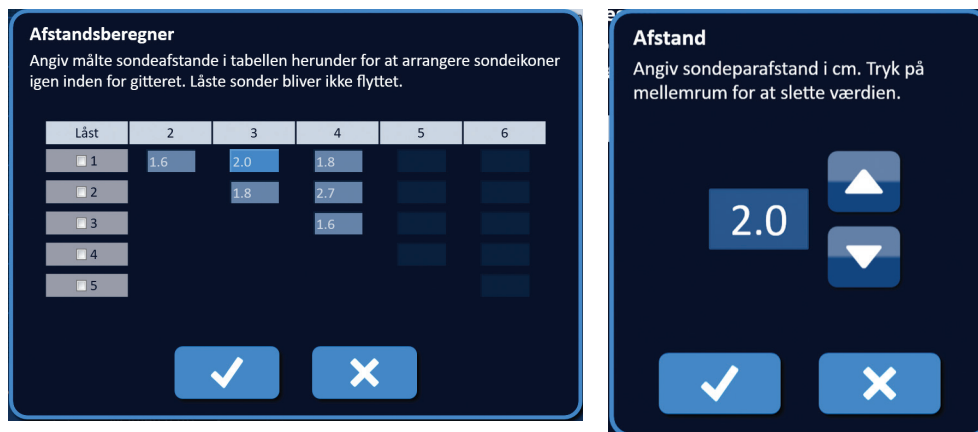 Afstandsberegner
Angiv målte sondeafstande i tabellen herunder for at arrangere sondeikoner
igen inden for gitteret. Låste sonder bliver ikke flyttet.
Låst 2 3 4 5 6
1 1.6 2.0 1.8
2 1.8 2.7
3 1.6
4
5
Afstand
Angiv sondeparafstand i cm. Tryk på
mellemrum for at slette værdien.
2.0